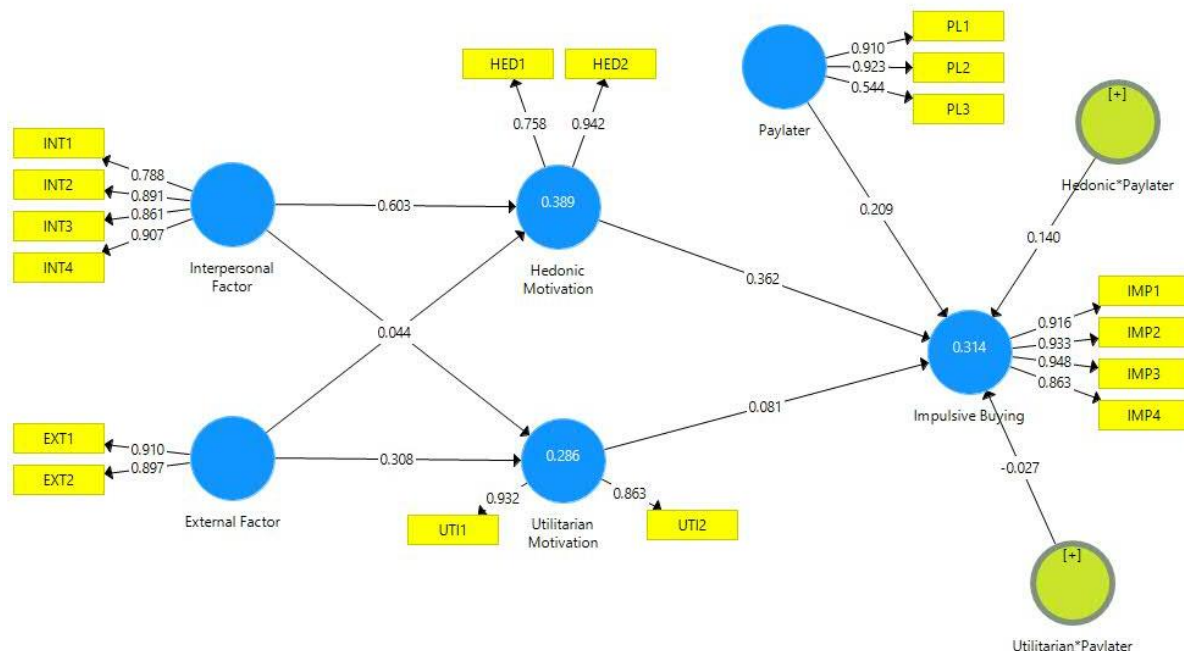 INT1
INT2
INT3
INT4
0.788
0.891
0.861
0.907
Interpersonal
Factor
EXT1
EXT2
0.910
0.897
External Factor
0.603
0.044
0.308
HED1
HED2
0.758
0.942
0.389
Hedonic
Motivation
0.286
Utilitarian
Motivation
0.932
0.863
UTI1
UTI2
0.362
0.081
Paylater
0.910
0.923
0.544
PL1
PL2
PL3
0.209
[+]
Hedonic*Paylater
0.140
0.314
Impulsive Buying
0.916
0.933
0.948
0.863
IMP1
IMP2
IMP3
IMP4
-0.027
[+]
Utilitarian*Paylater